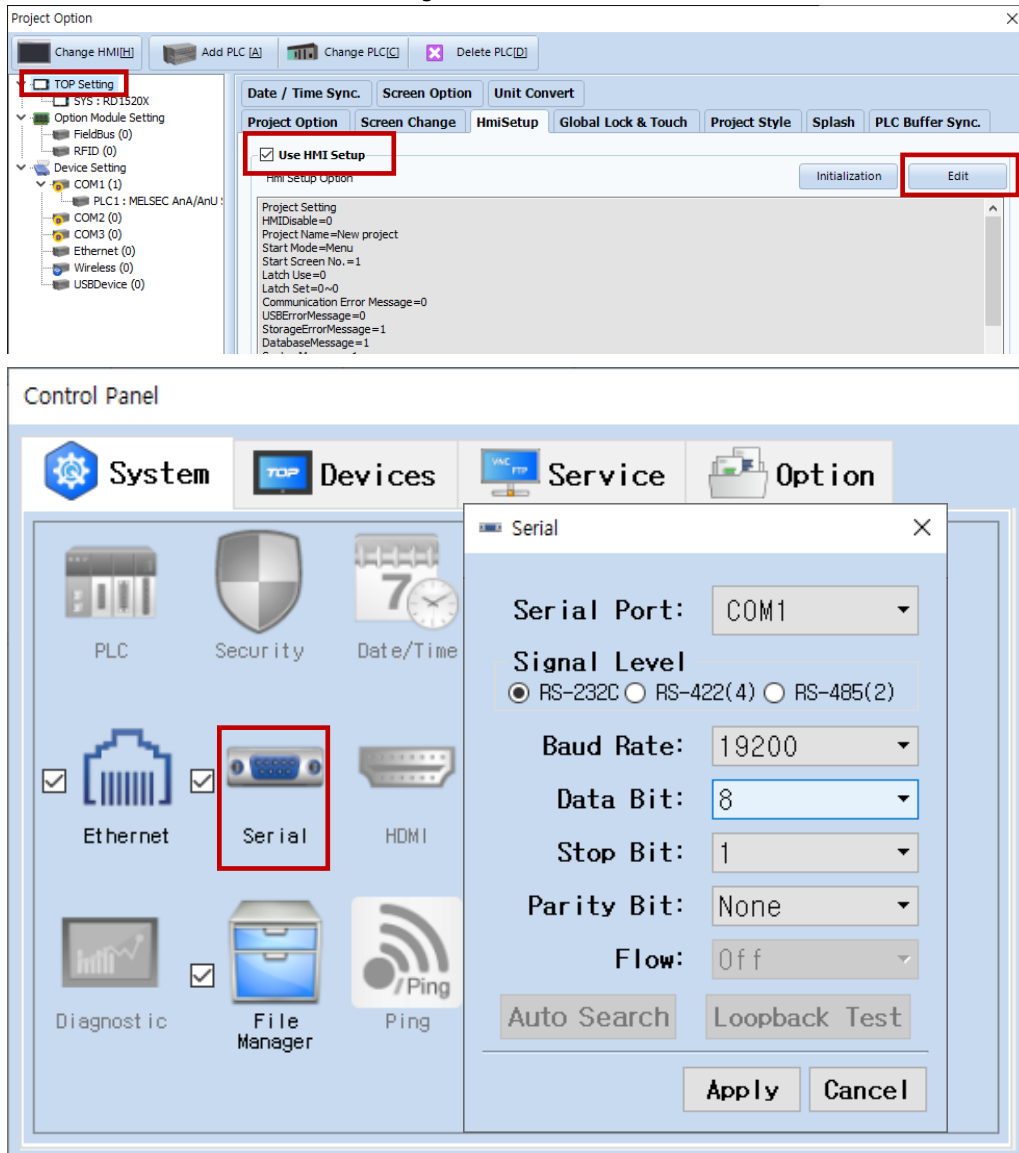 Project Option
Change HMI[H] Add PLC [A] Change PLC[C] Delete PLC[D]
TOP Setting
SYS : RD1520X
Option Module Setting
FieldBus (0)
RFID (0)
Device Setting
COM1 (1)
PLC1 : MELSEC AnA/AnU
COM2 (0)
COM3 (0)
Ethernet (0)
Wireless (0)
USBDevice (0)
Date / Time Sync. Screen Option Unit Convert
Project Option Screen Change HmiSetup Global Lock & Touch Project Style Splash PLC Buffer Sync.
Use HMI Setup
Hmi Setup Option
Initialization Edit
Project Setting
HMIDisable=0
Project Name=New project
Start Mode=Menu
Start Screen No.=1
Latch Use=0
Latch Set=0~0
Communication Error Message=0
USBErrorMessage=0
StorageErrorMessage=1
DatabaseMessage=1
Control Panel
System Devices Service Option
PLC Security Date/Time
Ethernet Serial HDMI
Diagnostic File Manager Ping
/Ping
TOP
VNC
FTP
7
Serial
Serial Port: COM1
Signal Level
RS-232C RS-422(4) RS-485(2)
Baud Rate: 19200
Data Bit: 8
Stop Bit: 1
Parity Bit: None
Flow: Off
Auto Search Loopback Test
Apply Cancel